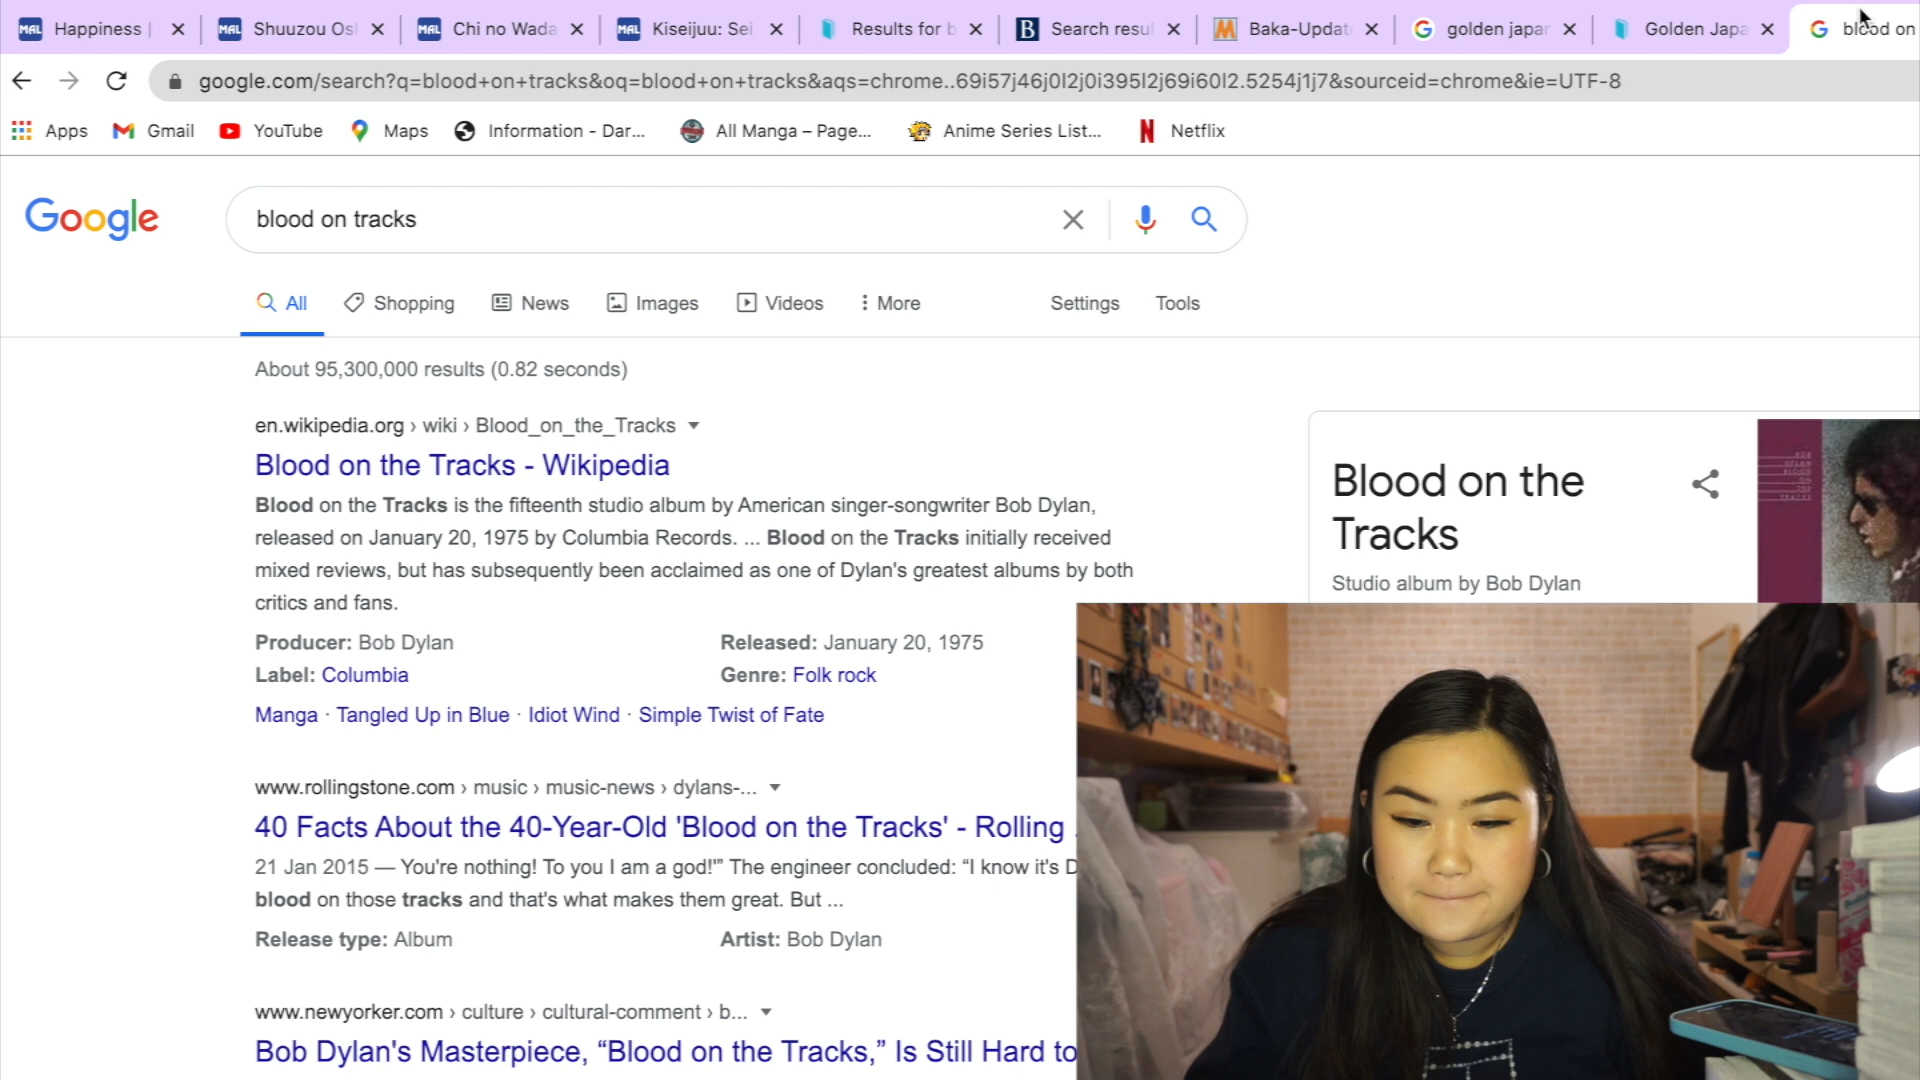 MAL Happiness |
MAL Shuuzou Os
MAL Chi no Wada
MAL Kiseijuu: Sei
Results for b
B Search resul
M Baka-Updat
golden japan
Golden Japa
blood on
google.com/search?q=blood+on+tracks&oq=blood+on+tracks&aqs=chrome..69i57j46j0l2j0i395l2j69i60l2.5254j1j7&sourceid=chrome&ie=UTF-8
Apps Gmail YouTube Maps Information - Dar... All Manga – Page... Anime Series List... N Netflix
Google
blood on tracks
All Shopping News Images Videos More Settings Tools
About 95,300,000 results (0.82 seconds)
en.wikipedia.org › wiki › Blood_on_the_Tracks
Blood on the Tracks - Wikipedia
Blood on the Tracks is the fifteenth studio album by American singer-songwriter Bob Dylan,
released on January 20, 1975 by Columbia Records. ... Blood on the Tracks initially received
mixed reviews, but has subsequently been acclaimed as one of Dylan's greatest albums by both
critics and fans.
Producer: Bob Dylan Released: January 20, 1975
Label: Columbia Genre: Folk rock
Manga · Tangled Up in Blue · Idiot Wind · Simple Twist of Fate
www.rollingstone.com › music › music-news › dylans-...
40 Facts About the 40-Year-Old 'Blood on the Tracks' - Rolling
21 Jan 2015 — You're nothing! To you I am a god!'” The engineer concluded: “I know it's D
blood on those tracks and that's what makes them great. But ...
Release type: Album Artist: Bob Dylan
www.newyorker.com › culture › cultural-comment › b...
Bob Dylan's Masterpiece, “Blood on the Tracks,” Is Still Hard to
Blood on the
Tracks
Studio album by Bob Dylan
BOB
DYLAN
BLOOD
ON
THE
TRACKS